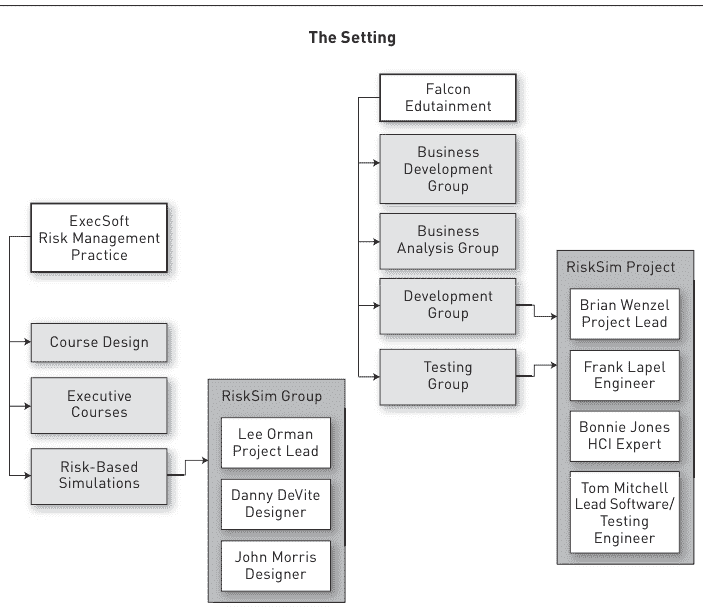 The Setting
ExecSoft
Risk Management
Practice
Course Design
Executive
Courses
Risk-Based
Simulations
RiskSim Group
Lee Orman
Project Lead
Danny DeVite
Designer
John Morris
Designer
Falcon
Edutainment
Business
Development
Group
Business
Analysis Group
Development
Group
Testing
Group
RiskSim Project
Brian Wenzel
Project Lead
Frank Lapel
Engineer
Bonnie Jones
HCI Expert
Tom Mitchell
Lead Software/
Testing
Engineer